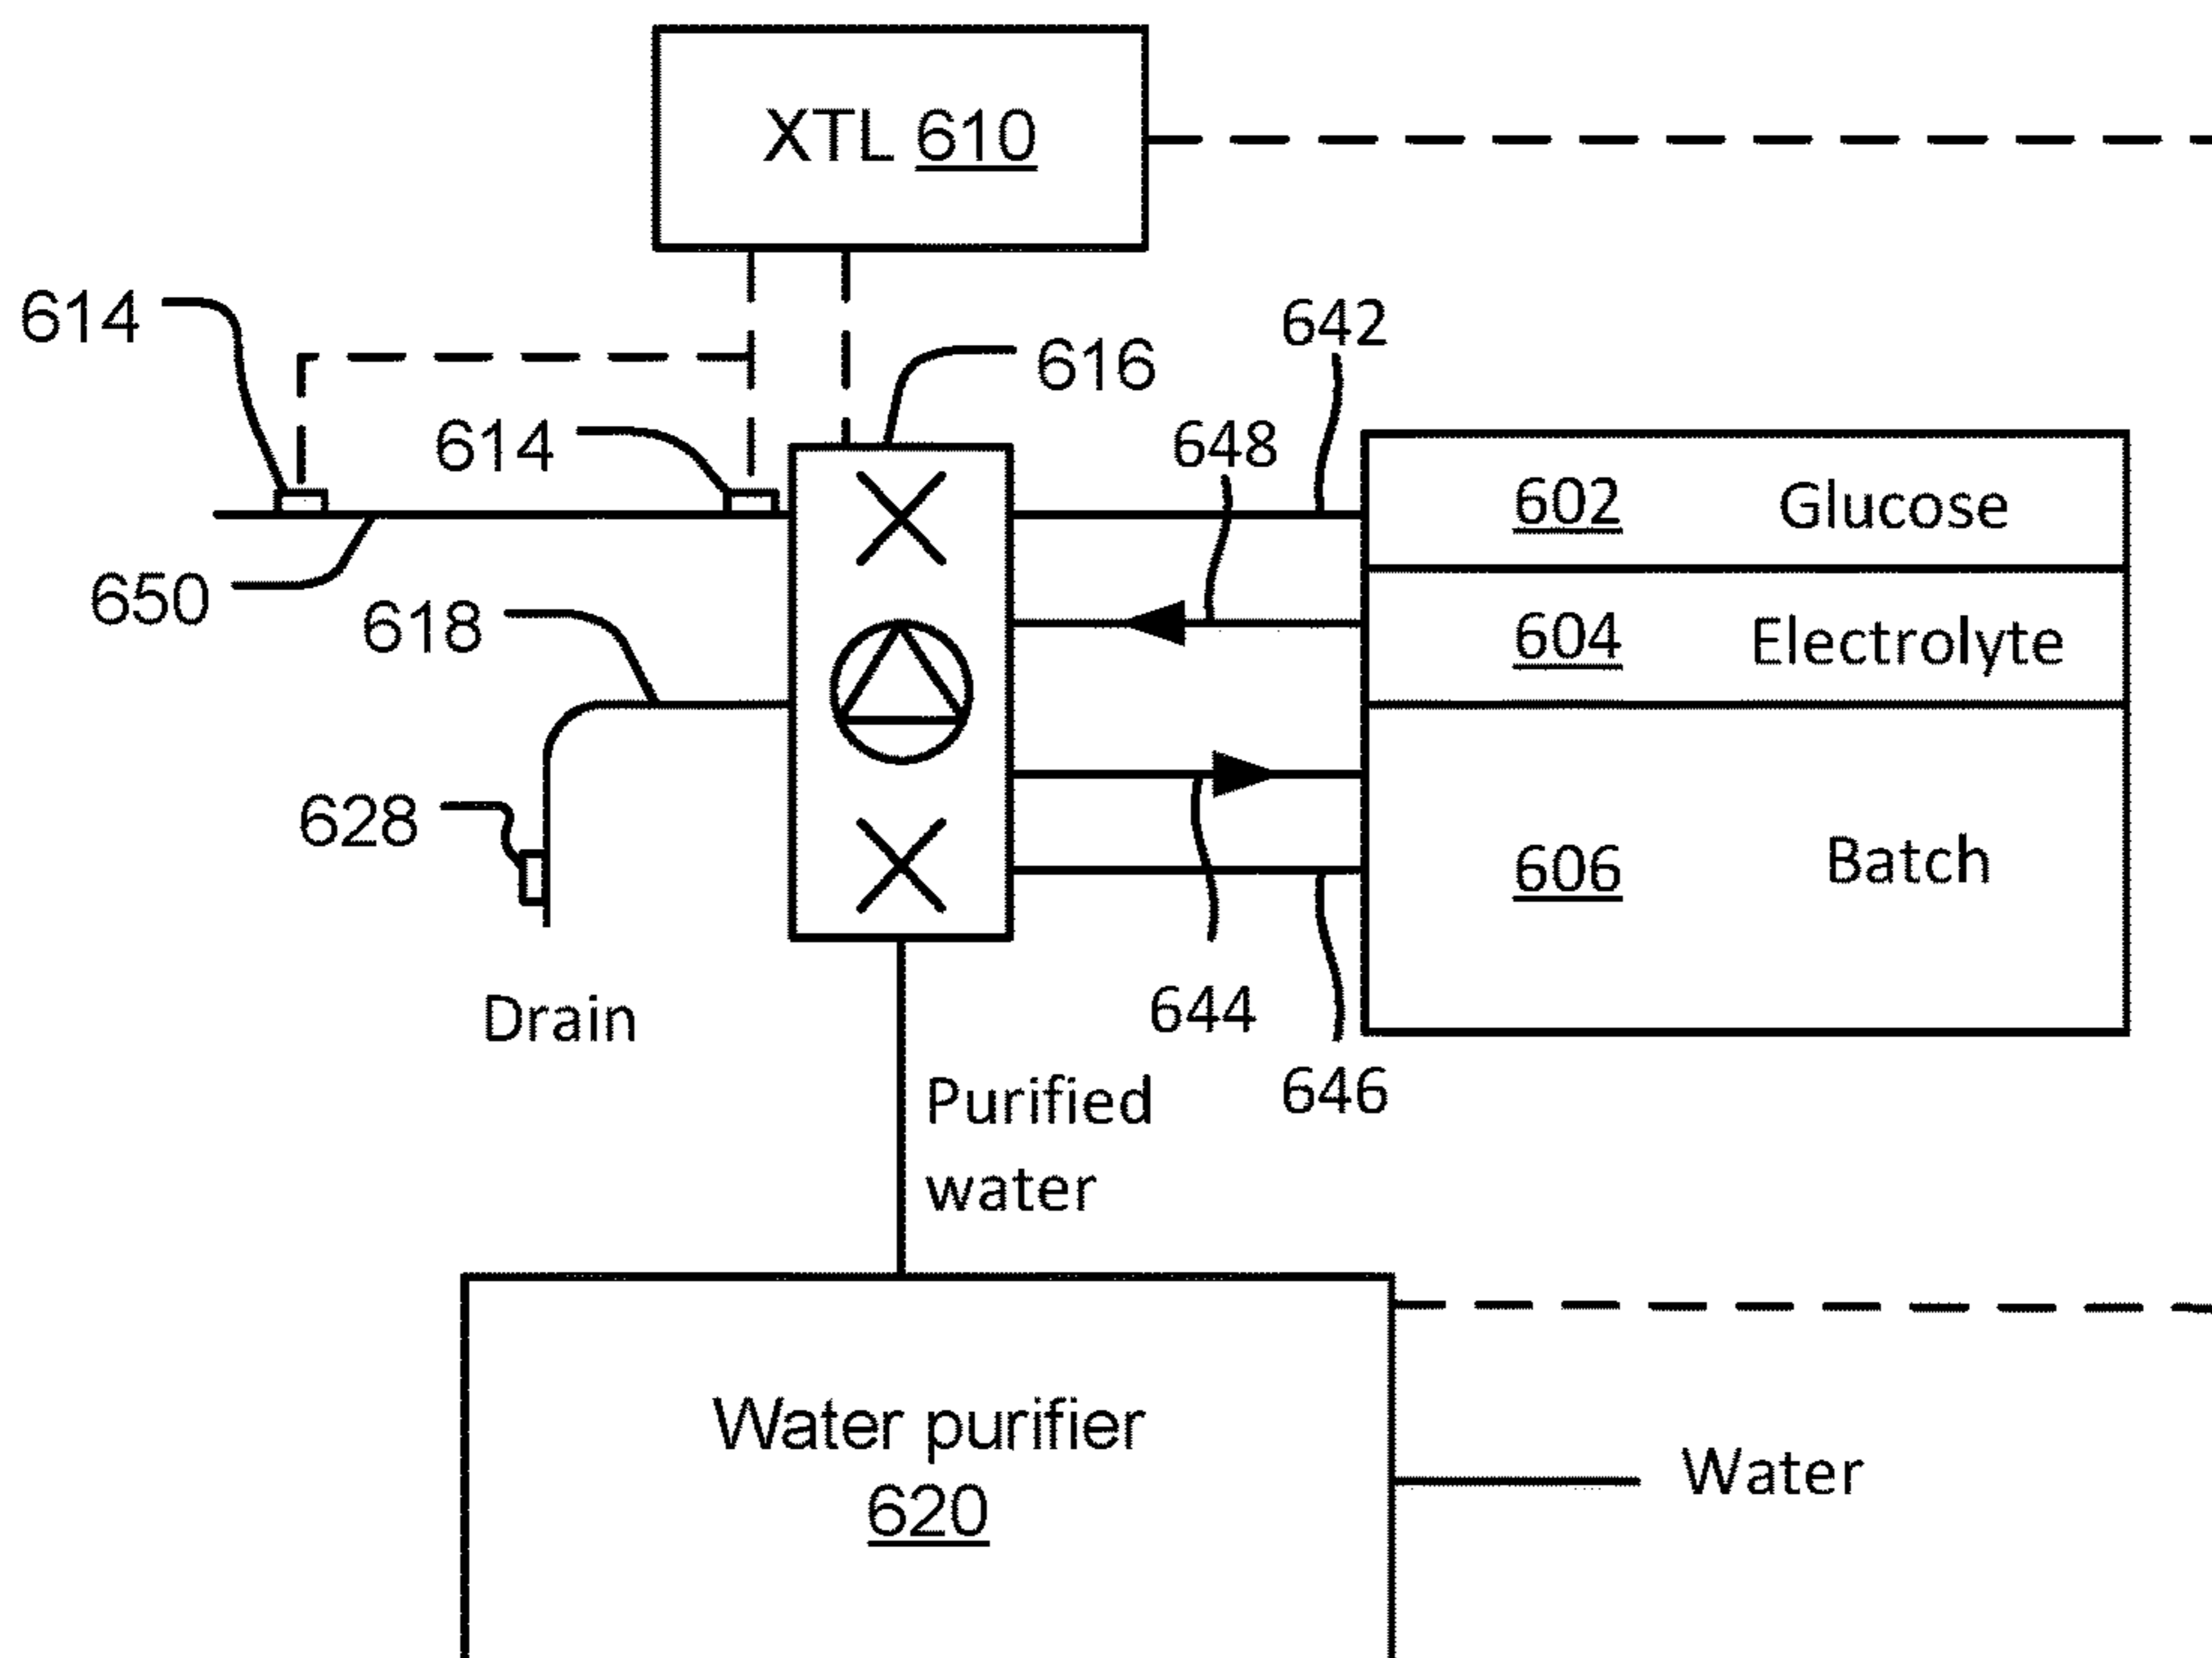 XTL 610
614
642
616
614
648
602 Glucose
650
618
604 Electrolyte
628
606 Batch
Drain
644
646
Purified
water
Water purifier
620
Water